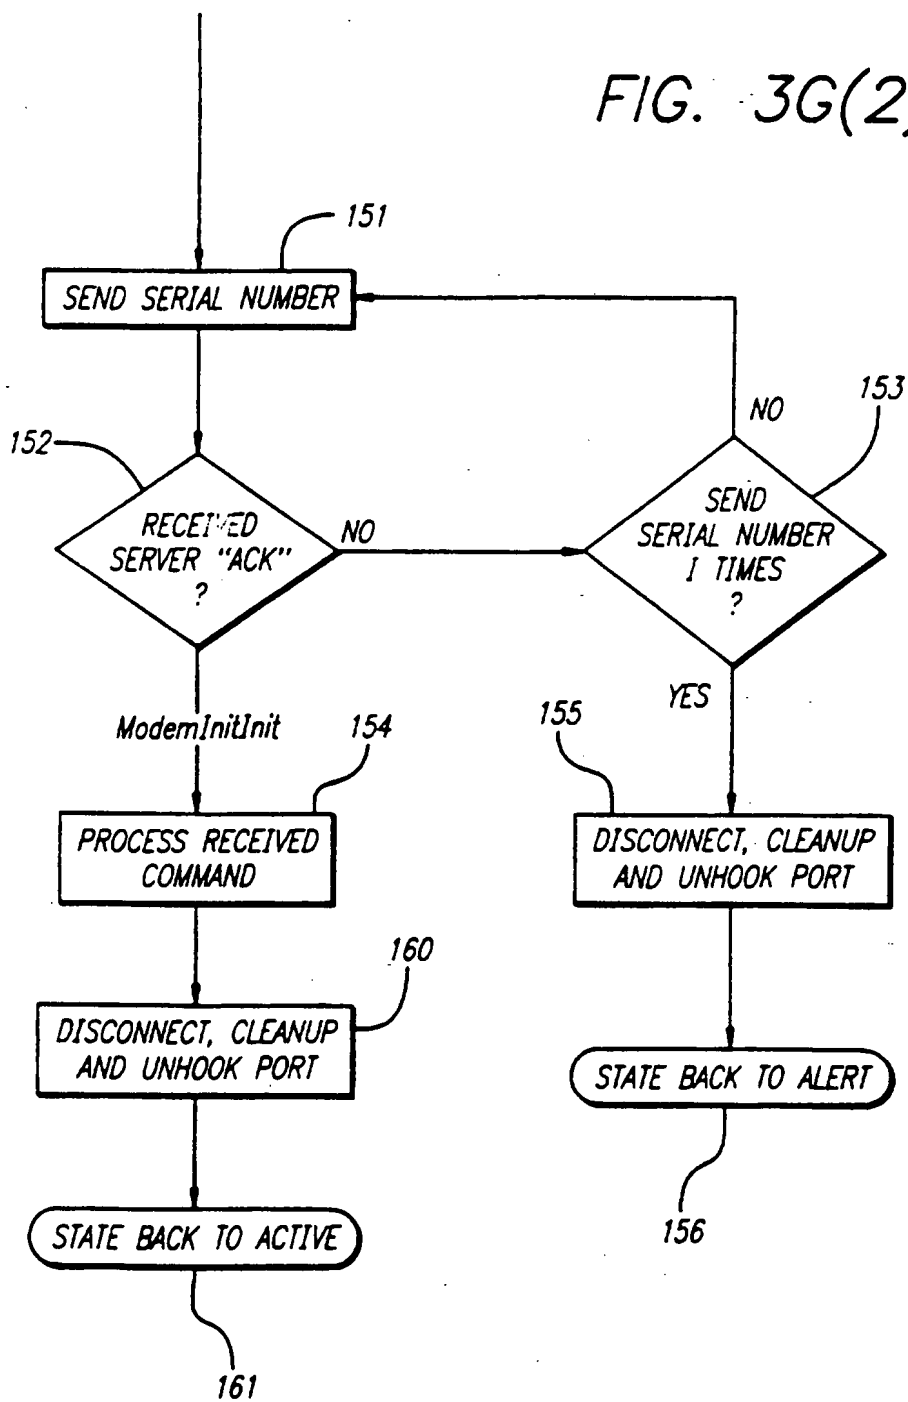 FIG. 3G(2)
151
SEND SERIAL NUMBER
152
RECEIVED
SERVER "ACK"
?
NO
NO
153
SEND
SERIAL NUMBER
I TIMES
?
ModemInitInit
154
PROCESS RECEIVED
COMMAND
YES
155
DISCONNECT, CLEANUP
AND UNHOOK PORT
160
DISCONNECT, CLEANUP
AND UNHOOK PORT
STATE BACK TO ALERT
156
STATE BACK TO ACTIVE
161